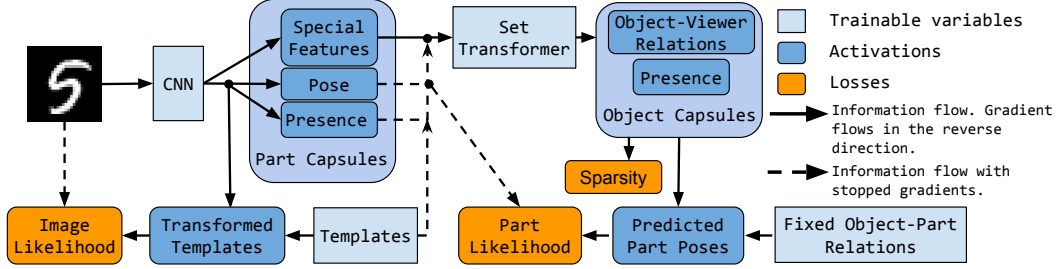 Special
Features
Pose
Presence
Part Capsules
CNN
Set
Transformer
Object-Viewer
Relations
Presence
Object Capsules
Trainable variables
Activations
Losses
Information flow. Gradient
flows in the reverse
direction.
Information flow with
stopped gradients.
Sparsity
Image
Likelihood
Transformed
Templates
Templates
Part
Likelihood
Predicted
Part Poses
Fixed Object-Part
Relations
5